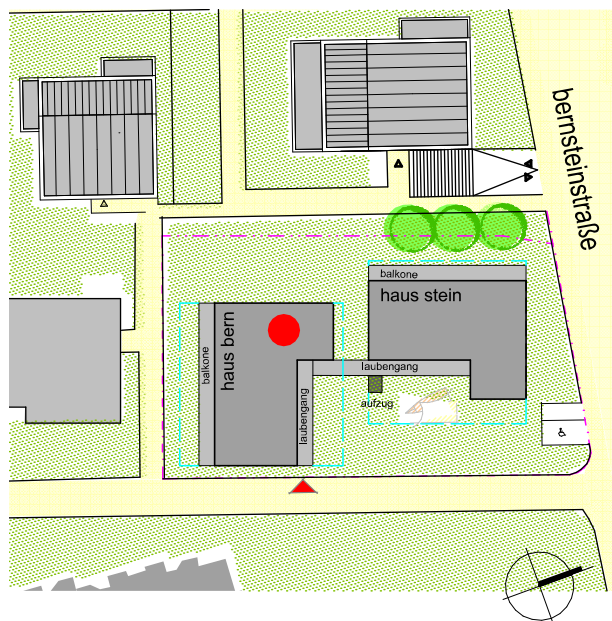 bernsteinstraße
balkone
haus stein
haus bern
balkone
laubengang
laubengang
aufzug